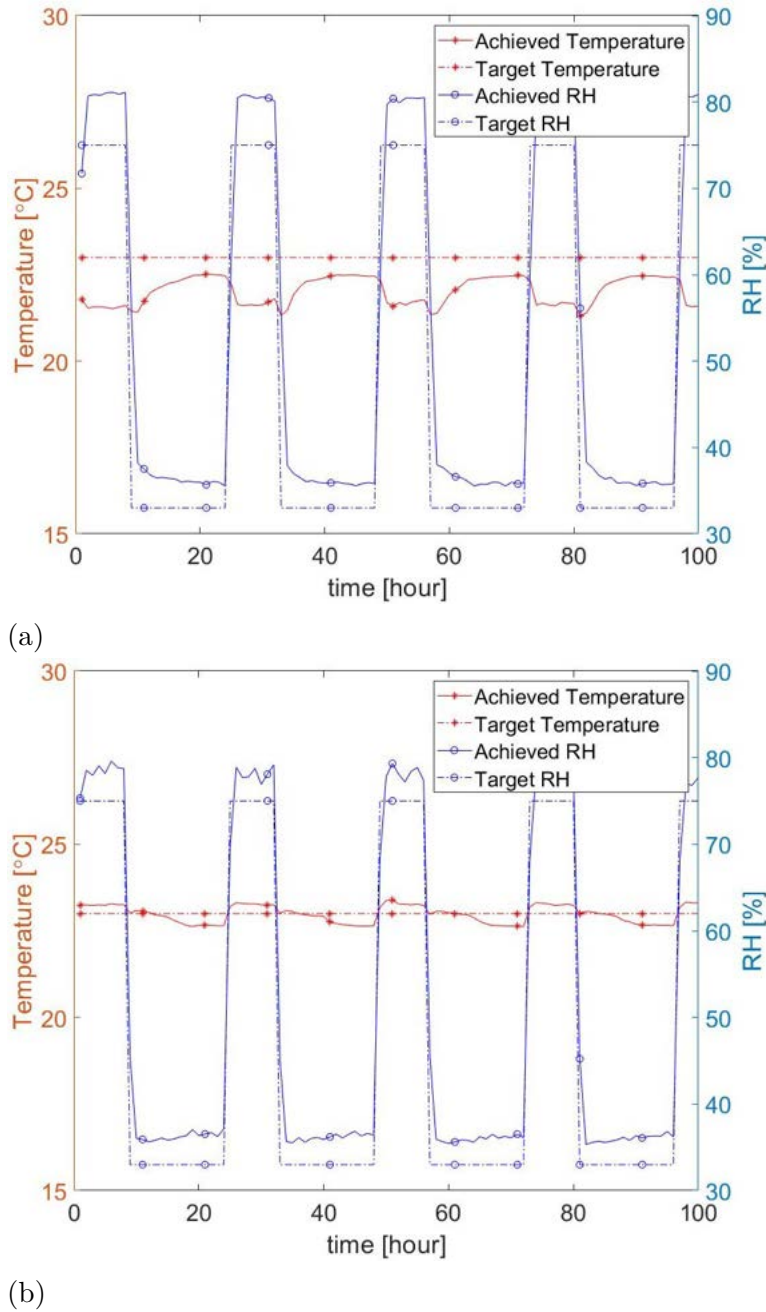 30
25
20
15
Temperature [°C]
90
80
70
60
50
40
30
RH [%]
Achieved Temperature
Target Temperature
Achieved RH
Target RH
0 20 40 60 80 100
time [hour]
(a)
30
25
20
15
Temperature [°C]
90
80
70
60
50
40
30
RH [%]
Achieved Temperature
Target Temperature
Achieved RH
Target RH
0 20 40 60 80 100
time [hour]
(b)